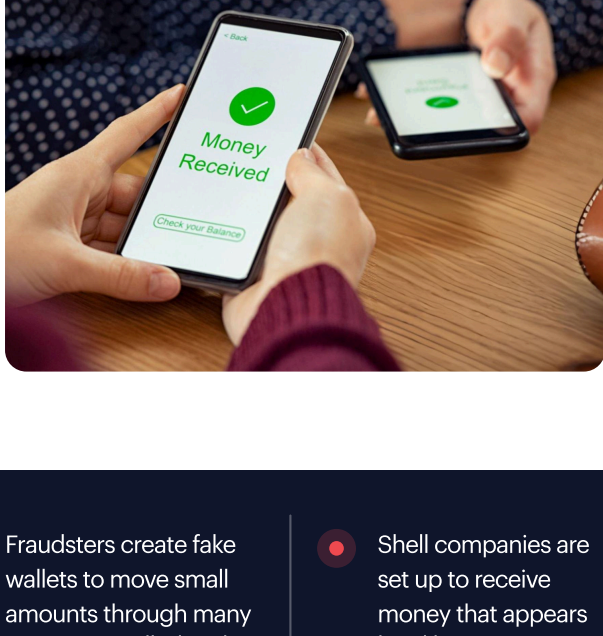 < Back
Money
Received
Check your Balance
Fraudsters create fake
wallets to move small
amounts through many
Shell companies are
set up to receive
money that appears